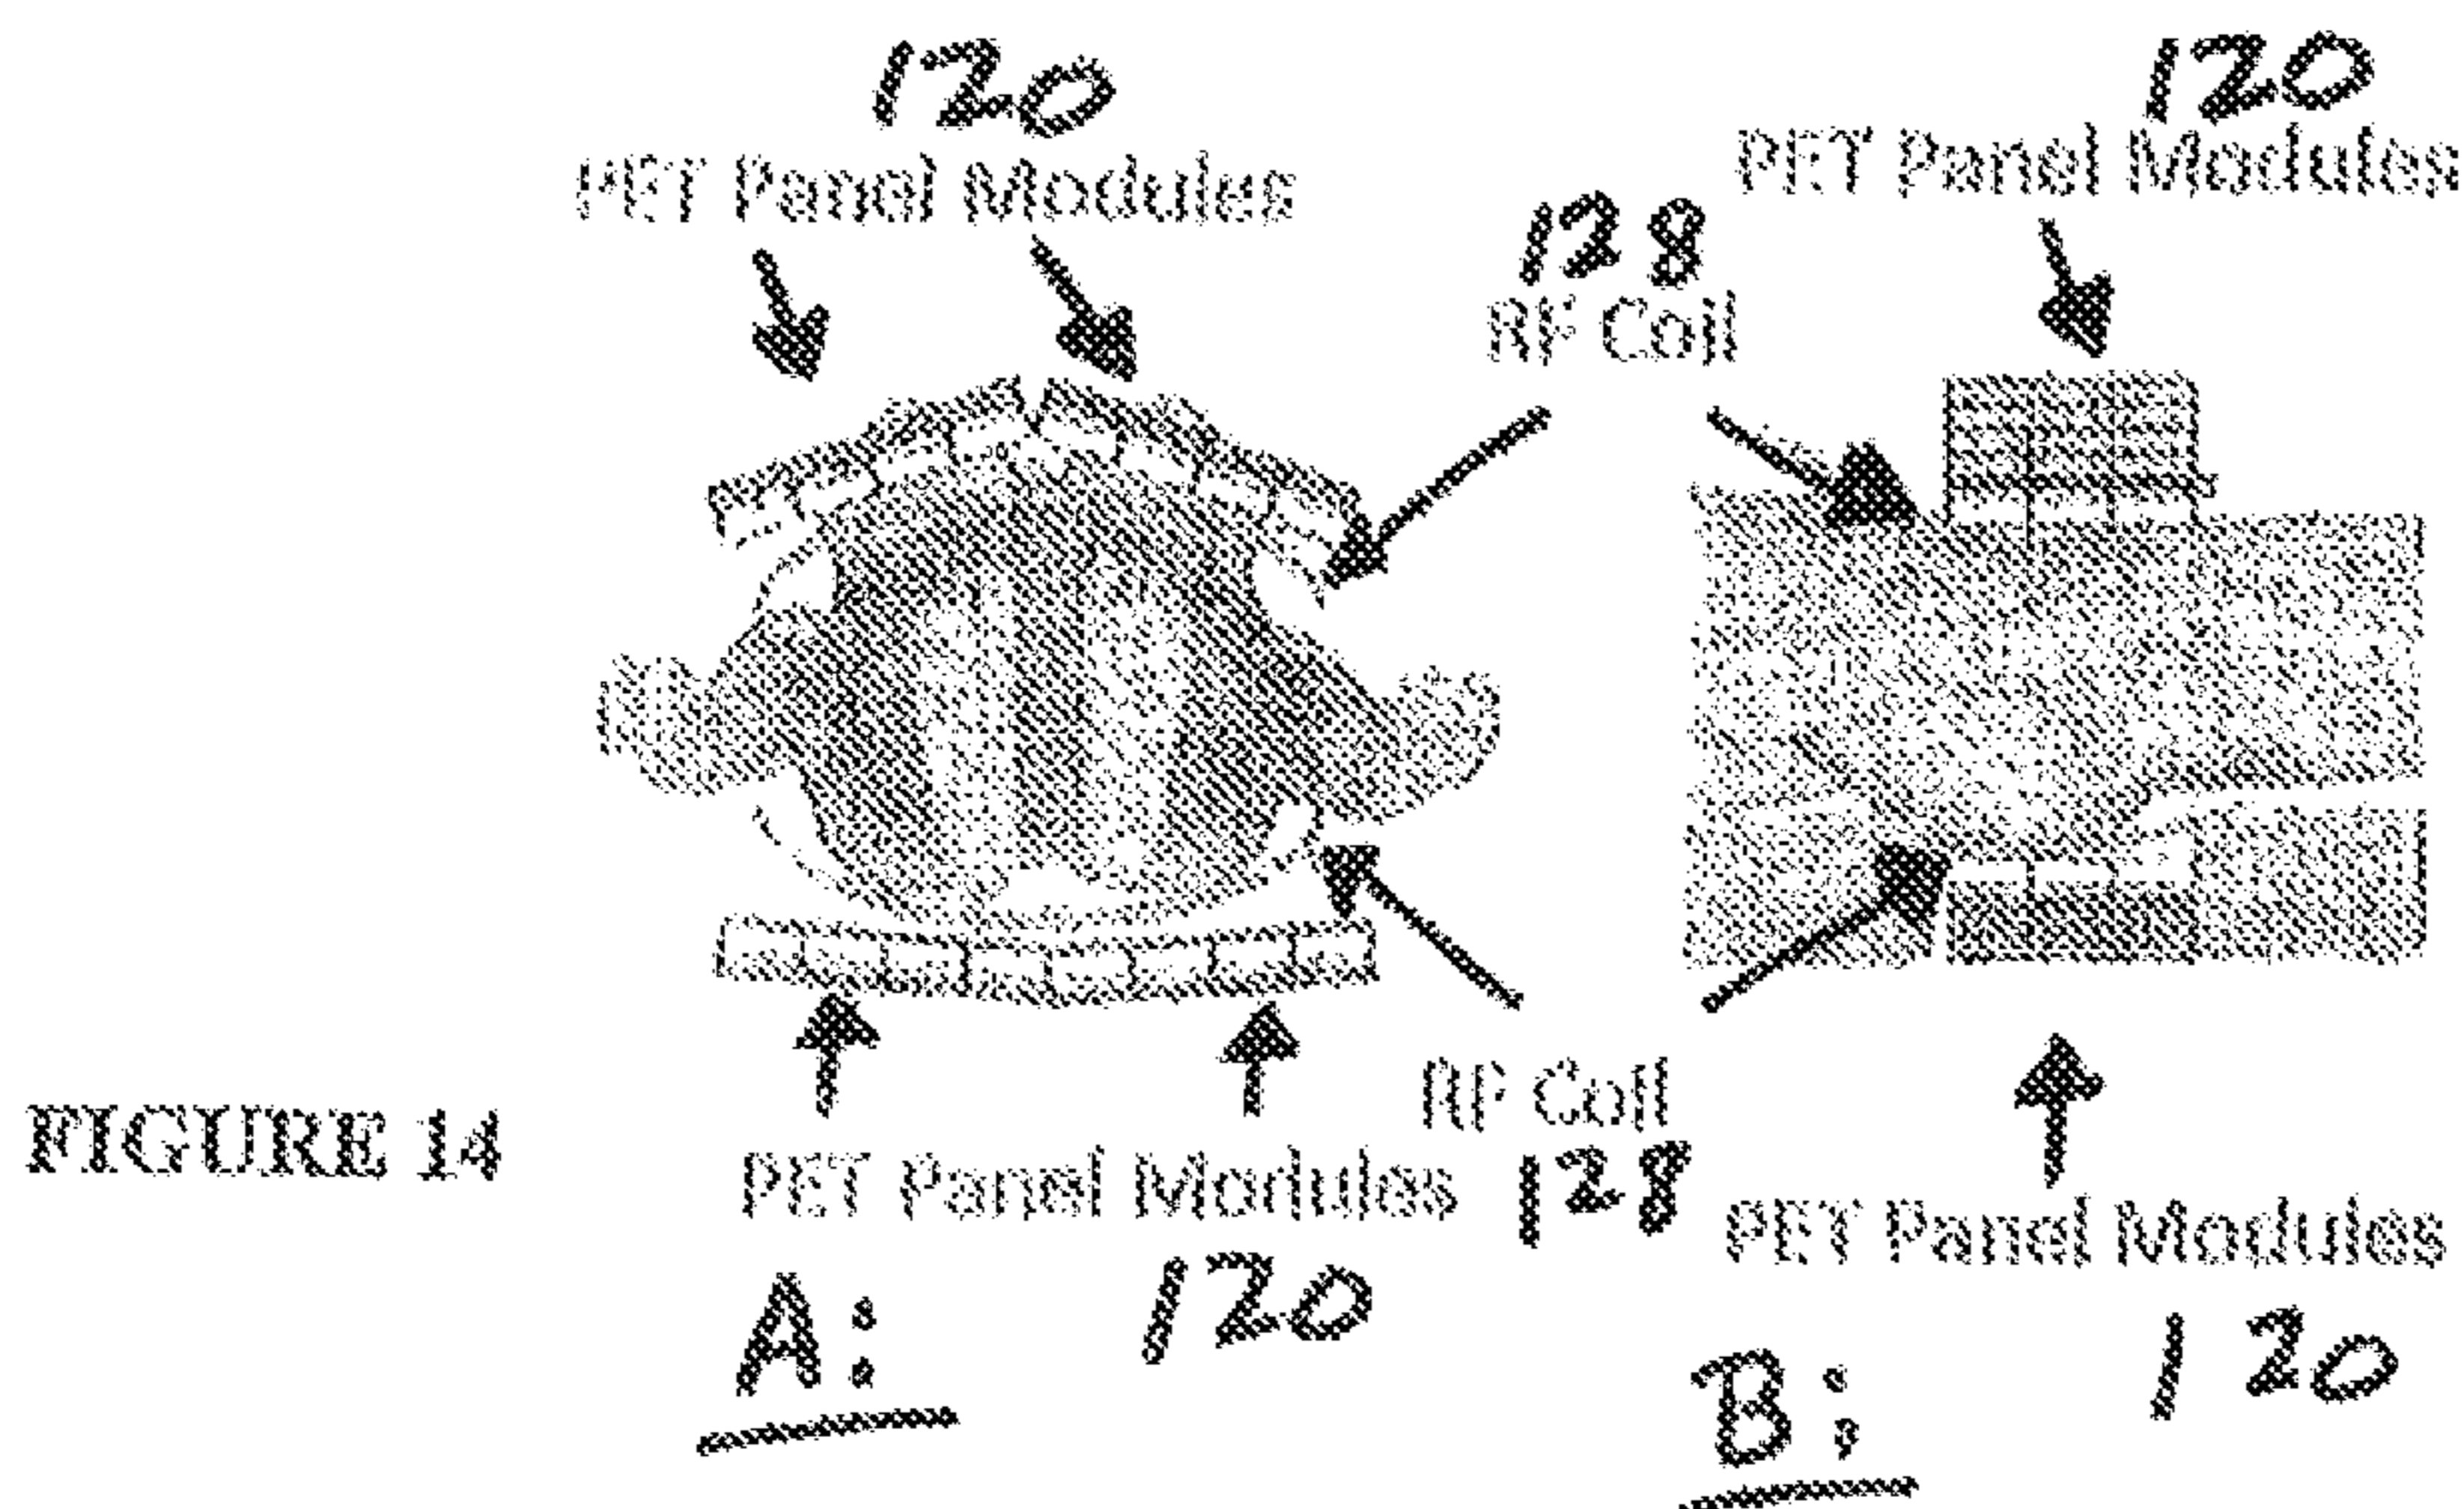 120
PET Panel Modules
120
PET Panel Modules
128
RF Coil
RF Coil
128
PET Panel Modules
120
PET Panel Modules
120
FIGURE 14
A:
B: